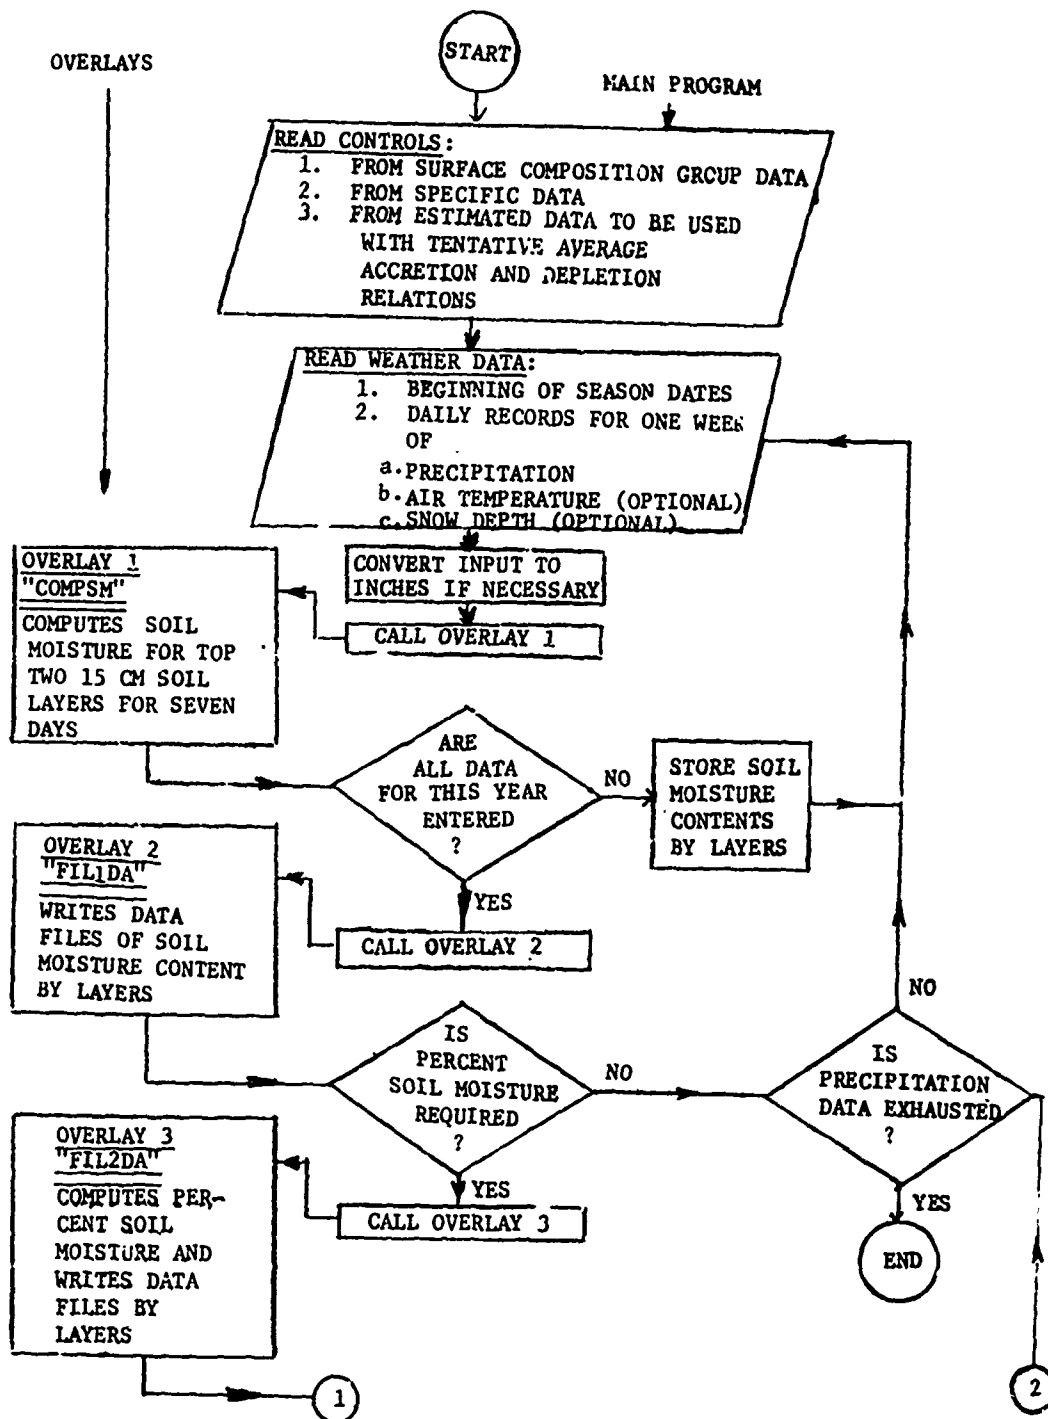 START
OVERLAYS
MAIN PROGRAM
READ CONTROLS:
1. FROM SURFACE COMPOSITION GROUP DATA
2. FROM SPECIFIC DATA
3. FROM ESTIMATED DATA TO BE USED
WITH TENTATIVE AVERAGE
ACCRETION AND DEPLETION
RELATIONS
READ WEATHER DATA:
1. BEGINNING OF SEASON DATES
2. DAILY RECORDS FOR ONE WEEK
OF
a. PRECIPITATION
b. AIR TEMPERATURE (OPTIONAL)
c. SNOW DEPTH (OPTIONAL)
CONVERT INPUT TO
INCHES IF NECESSARY
CALL OVERLAY 1
OVERLAY 1
"COMPSM"
COMPUTES SOIL
MOISTURE FOR TOP
TWO 15 CM SOIL
LAYERS FOR SEVEN
DAYS
ARE
ALL DATA
FOR THIS YEAR
ENTERED
?
NO
STORE SOIL
MOISTURE
CONTENTS
BY LAYERS
YES
CALL OVERLAY 2
OVERLAY 2
"FIL1DA"
WRITES DATA
FILES OF SOIL
MOISTURE CONTENT
BY LAYERS
IS
PERCENT
SOIL MOISTURE
REQUIRED
?
NO
IS
PRECIPITATION
DATA EXHAUSTED
?
NO
YES
END
YES
CALL OVERLAY 3
OVERLAY 3
"FIL2DA"
COMPUTES PER-
CENT SOIL
MOISTURE AND
WRITES DATA
FILES BY
LAYERS
1
2